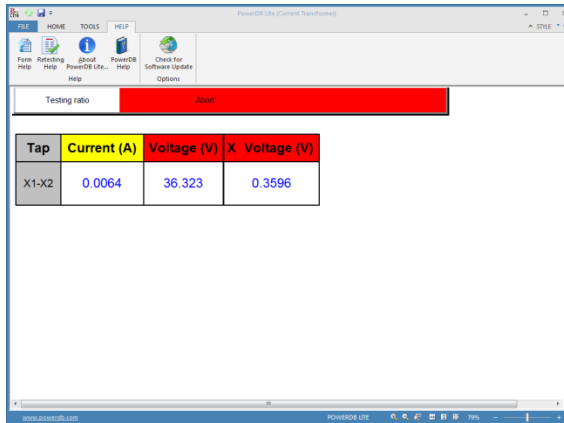 PowerDB Lite (Current Transformer)
FILE HOME TOOLS HELP STYLE
Form Help
Retesting Help
About PowerDB Lite...
PowerDB Help
Check for Software Update
Help
Options
Testing ratio
Abort
Tap Current (A) Voltage (V) X Voltage (V)
X1-X2 0.0064 36.323 0.3596
www.powerdb.com POWERDB LITE 79%